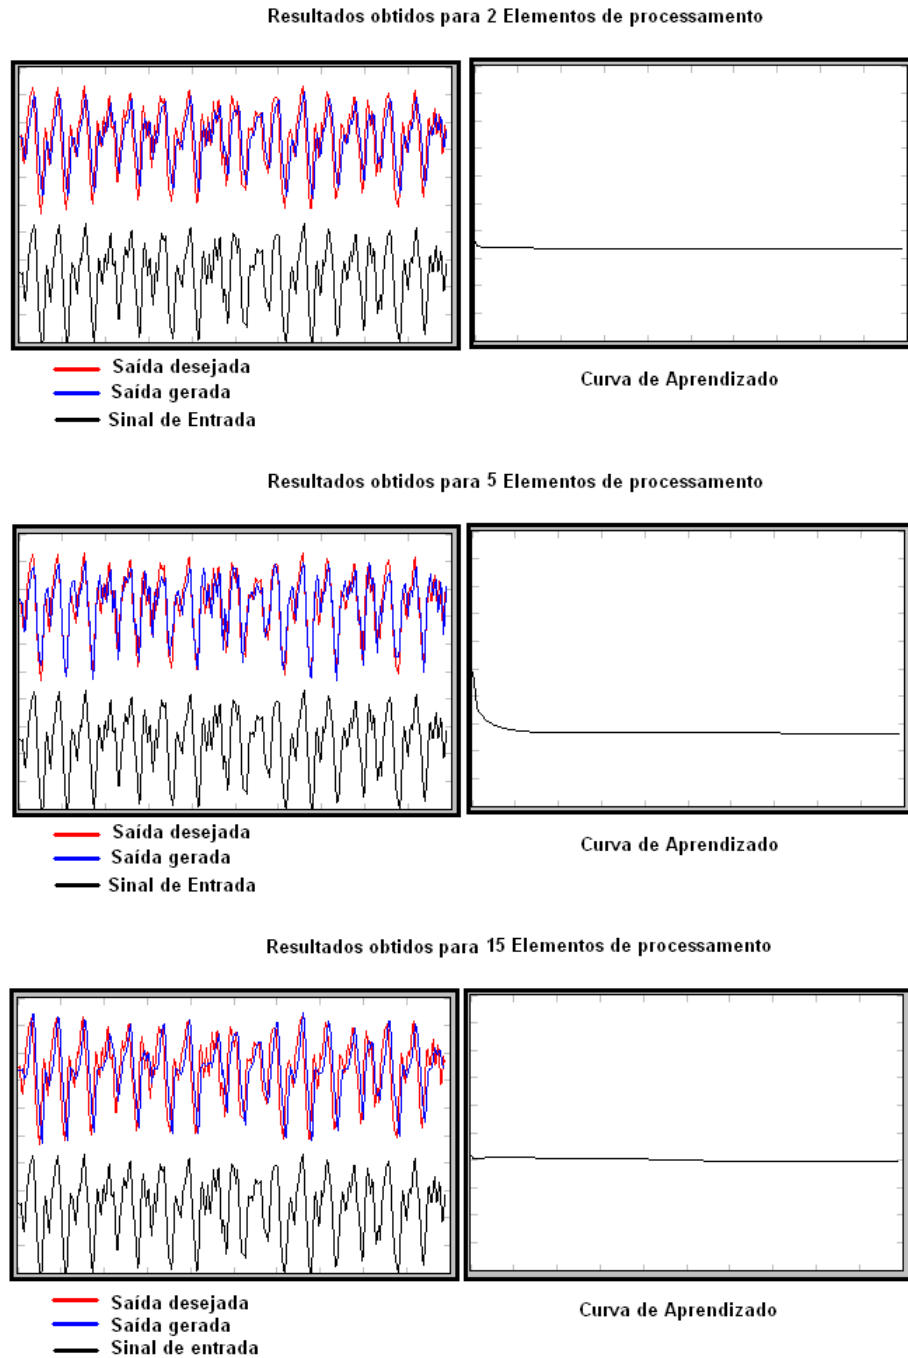 Resultados obtidos para 2 Elementos de processamento
Saída desejada
Saída gerada
Sinal de Entrada
Curva de Aprendizado
Resultados obtidos para 5 Elementos de processamento
Saída desejada
Saída gerada
Sinal de Entrada
Curva de Aprendizado
Resultados obtidos para 15 Elementos de processamento
Saída desejada
Saída gerada
Sinal de entrada
Curva de Aprendizado